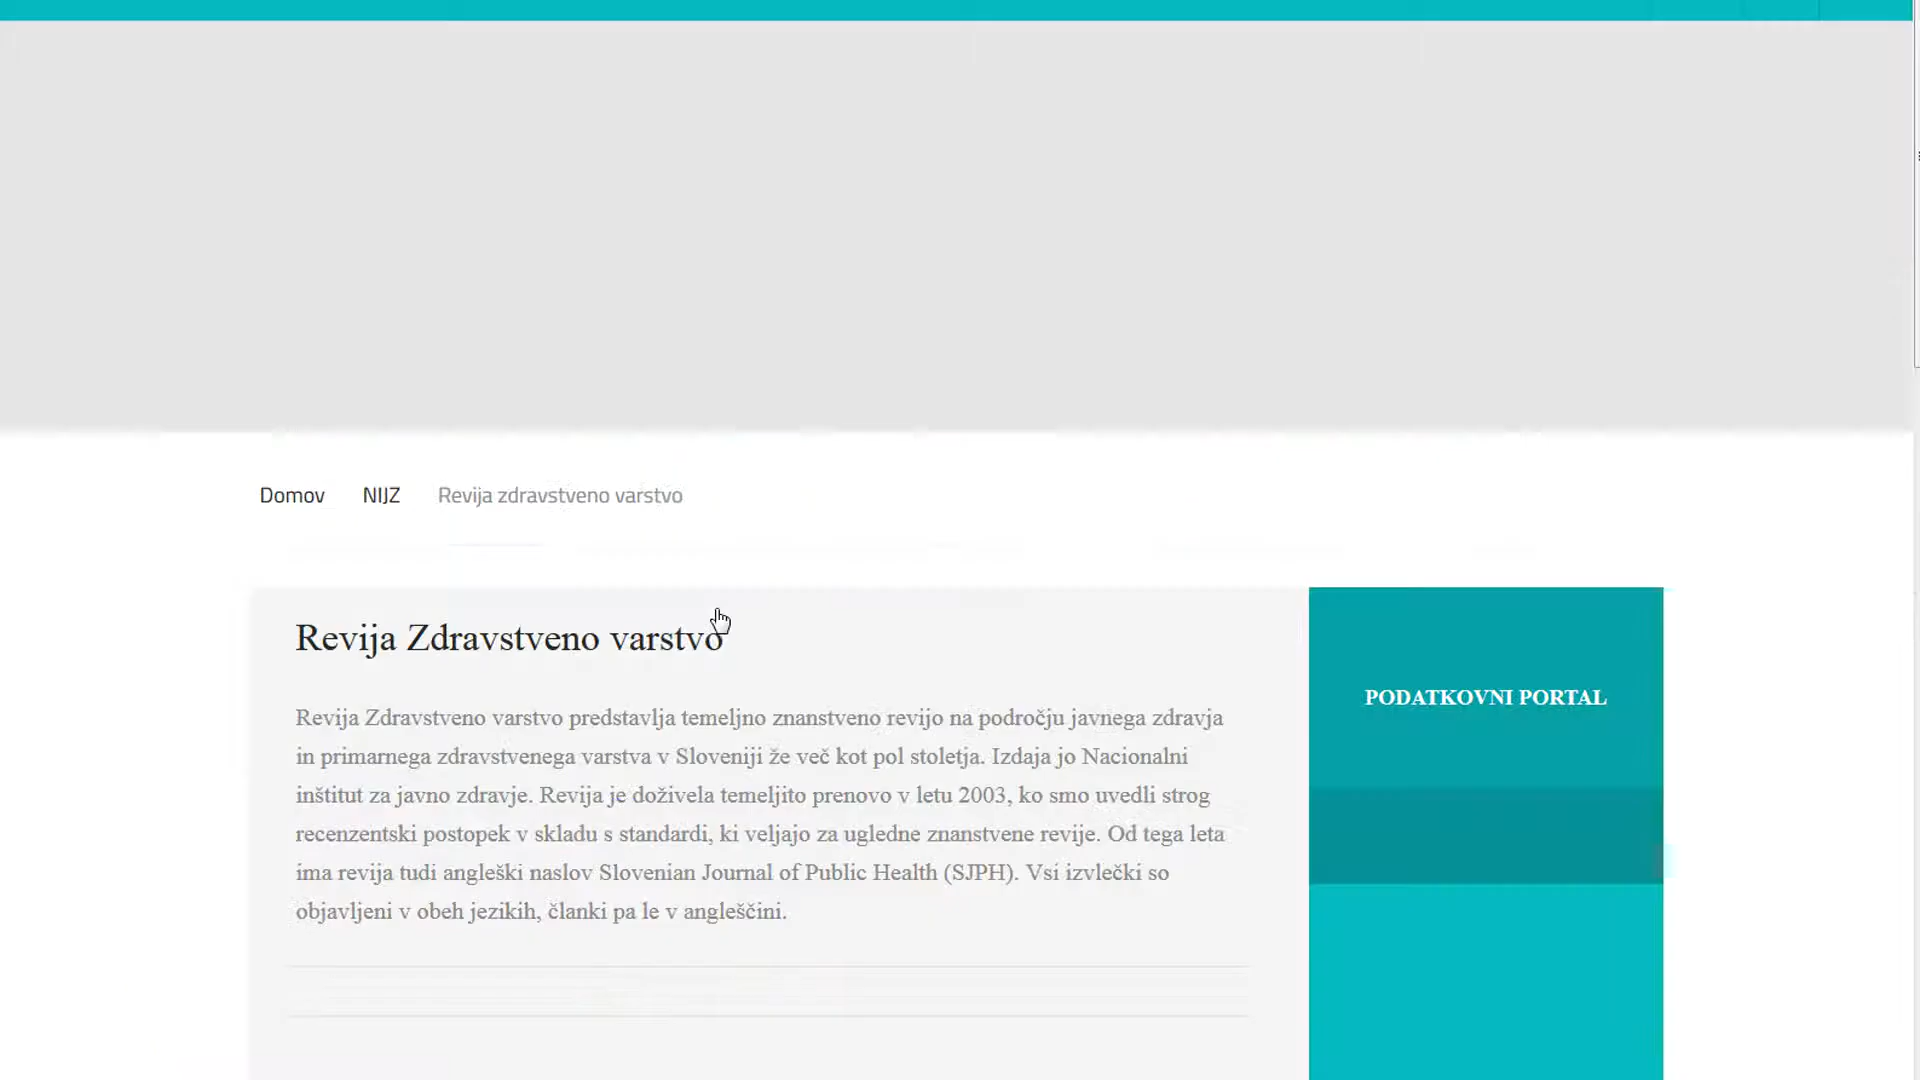 Domov NIJZ Revija zdravstveno varstvo
Revija Zdravstveno varstvo
PODATKOVNI PORTAL
Revija Zdravstveno varstvo predstavlja temeljno znanstveno revijo na področju javnega zdravja
in primarnega zdravstvenega varstva v Sloveniji že več kot pol stoletja. Izdaja jo Nacionalni
inštitut za javno zdravje. Revija je doživela temeljito prenovo v letu 2003, ko smo uvedli strog
recenzentski postopek v skladu s standardi, ki veljajo za ugledne znanstvene revije. Od tega leta
ima revija tudi angleški naslov Slovenian Journal of Public Health (SJPH). Vsi izvlečki so
objavljeni v obeh jezikih, članki pa le v angleščini.